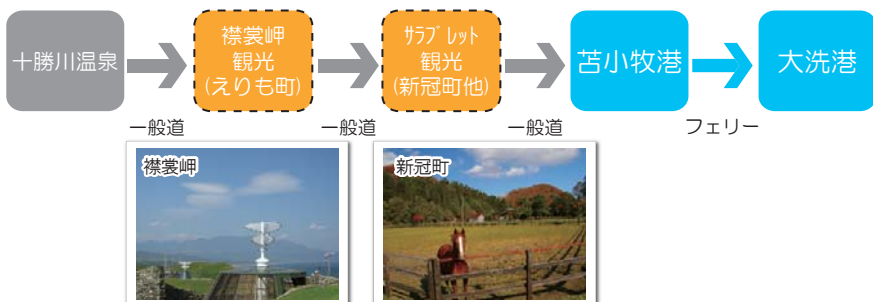 十勝川温泉
襟裳岬
観光
(えりも町)
サラブレット
観光
(新冠町他)
苫小牧港
大洗港
一般道
一般道
一般道
フェリー
襟裳岬
新冠町